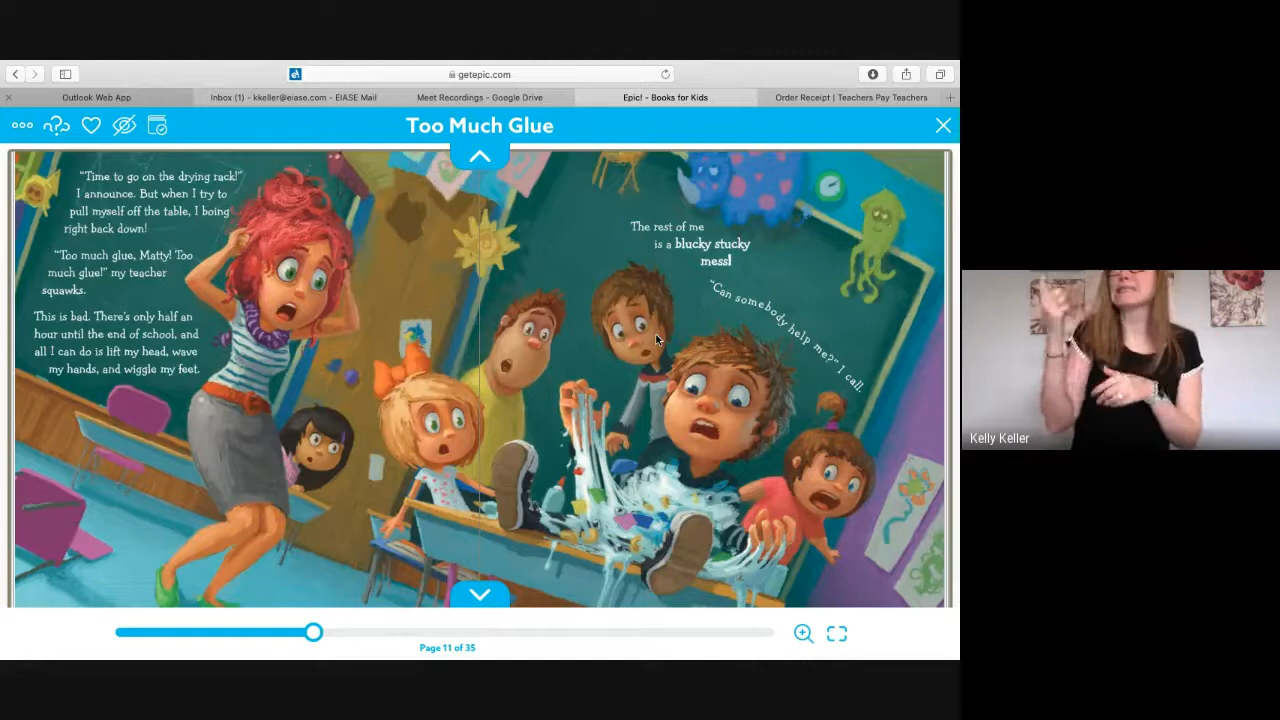 getepic.com
Outlook Web App
Inbox (1) - kkeller@eiase.com - EIASE Mail
Meet Recordings - Google Drive
Epic! - Books for Kids
Order Receipt | Teachers Pay Teachers
Too Much Glue
"Time to go on the drying rack!"
I announce. But when I try to
pull myself off the table, I boing
right back down!
"Too much glue, Matty! Too
much glue!" my teacher
squawks.
This is bad. There's only half an
hour until the end of school, and
all I can do is lift my head, wave
my hands, and wiggle my feet.
The rest of me
is a blucky stucky
mess!
"Can somebody help me?" I call.
Kelly Keller
Page 11 of 35